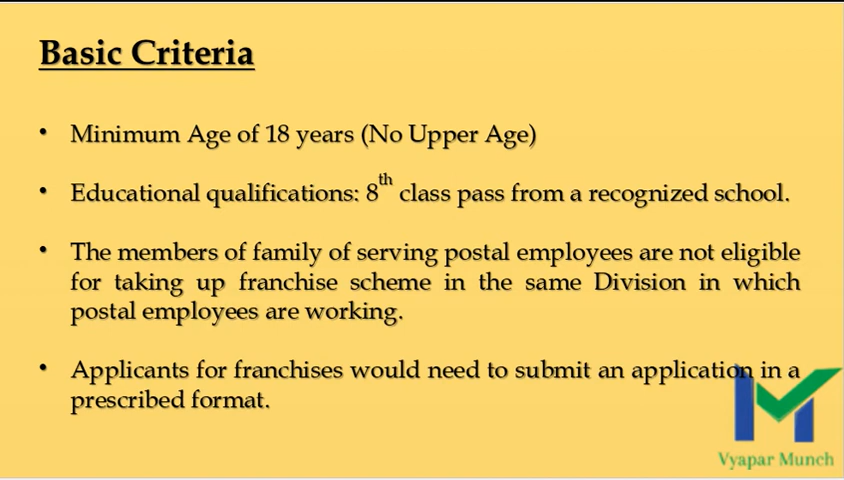 Basic Criteria
• Minimum Age of 18 years (No Upper Age)
• Educational qualifications: 8th class pass from a recognized school.
• The members of family of serving postal employees are not eligible
for taking up franchise scheme in the same Division in which
postal employees are working.
• Applicants for franchises would need to submit an application in a
prescribed format.
Vyapar Munch